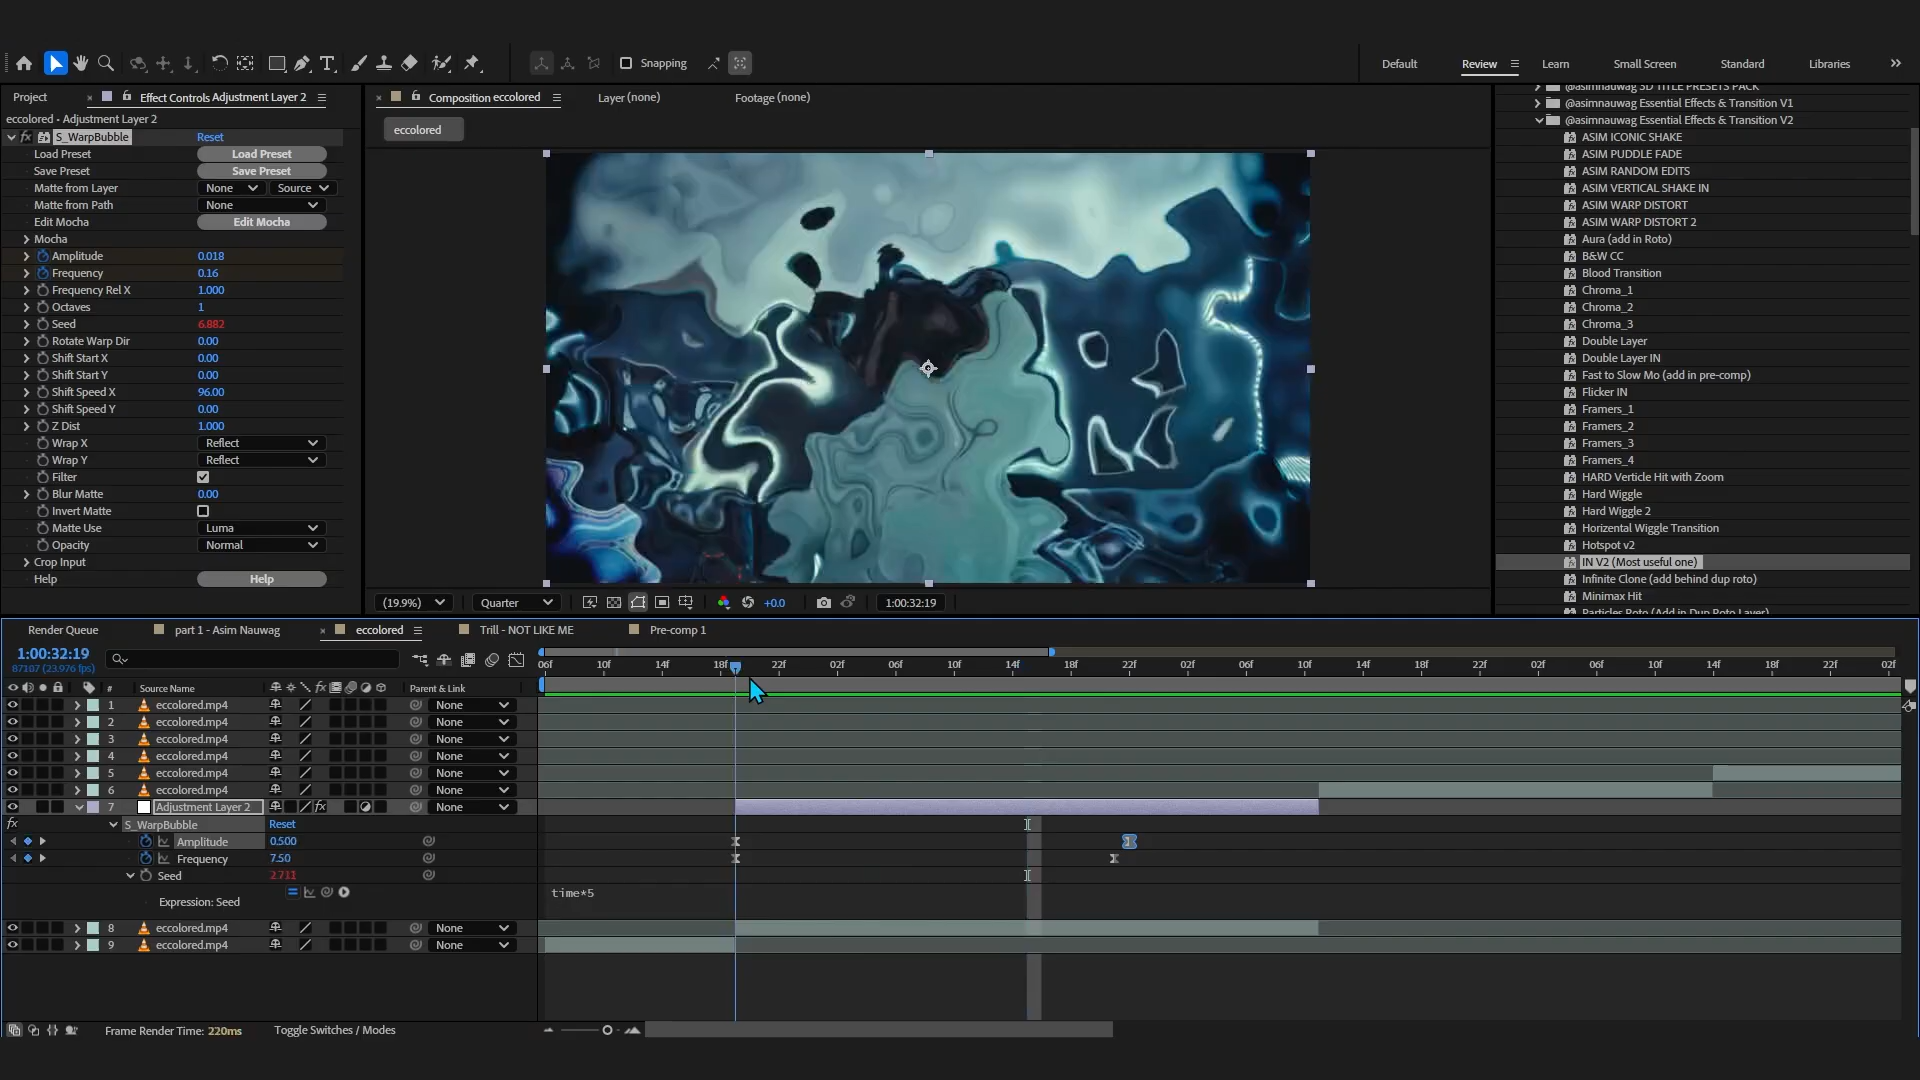 Snapping
Default
Review
Learn
Small Screen
Standard
Libraries
Project
Effect Controls Adjustment Layer 2
Composition eccolored
Layer (none)
Footage (none)
eccolored - Adjustment Layer 2
eccolored
S_WarpBubble Reset
Load Preset Load Preset
Save Preset Save Preset
Matte from Layer None Source
Matte from Path None
Edit Mocha Edit Mocha
Mocha
Amplitude 0.018
Frequency 0.16
Frequency Rel X 1.000
Octaves 1
Seed 6.882
Rotate Warp Dir 0.00
Shift Start X 0.00
Shift Start Y 0.00
Shift Speed X 96.00
Shift Speed Y 0.00
Z Dist 1.000
Wrap X Reflect
Wrap Y Reflect
Filter
Blur Matte 0.00
Invert Matte
Matte Use Luma
Opacity Normal
Crop Input
Help Help
(19.9%) Quarter +0.0 1:00:32:19
@asimnauwag 3D TITLE PRESETS PACK
@asimnauwag Essential Effects & Transition V1
@asimnauwag Essential Effects & Transition V2
ASIM ICONIC SHAKE
ASIM PUDDLE FADE
ASIM RANDOM EDITS
ASIM VERTICAL SHAKE IN
ASIM WARP DISTORT
ASIM WARP DISTORT 2
Aura (add in Roto)
B&W CC
Blood Transition
Chroma_1
Chroma_2
Chroma_3
Double Layer
Double Layer IN
Fast to Slow Mo (add in pre-comp)
Flicker IN
Framers_1
Framers_2
Framers_3
Framers_4
HARD Verticle Hit with Zoom
Hard Wiggle
Hard Wiggle 2
Horizental Wiggle Transition
Hotspot v2
IN V2 (Most useful one)
Infinite Clone (add behind dup roto)
Minimax Hit
Particles Roto (Add in Dup Roto Layer)
Render Queue
part 1 - Asim Nauwag
eccolored
Trill - NOT LIKE ME
Pre-comp 1
1:00:32:19
87187 (23.976 fps)
06f 10f 14f 18f 22f 02f 06f 10f 14f 18f 22f 02f 06f 10f 14f 18f 22f 02f 06f 10f 14f 18f 22f 02f
# Source Name fx Parent & Link
1 eccolored.mp4 None
2 eccolored.mp4 None
3 eccolored.mp4 None
4 eccolored.mp4 None
5 eccolored.mp4 None
6 eccolored.mp4 None
7 Adjustment Layer 2 fx None
fx S_WarpBubble Reset
Amplitude 0.500
Frequency 7.50
Seed 2.711
Expression: Seed
time*5
8 eccolored.mp4 None
9 eccolored.mp4 None
Frame Render Time: 220ms
Toggle Switches / Modes